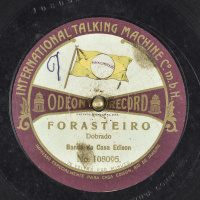 INTERNATIONAL TALKING MACHINE Co m.b.H.
ODEON RECORD
FORASTEIRO
Dobrado
Banda da Casa Edison
No. 108095.